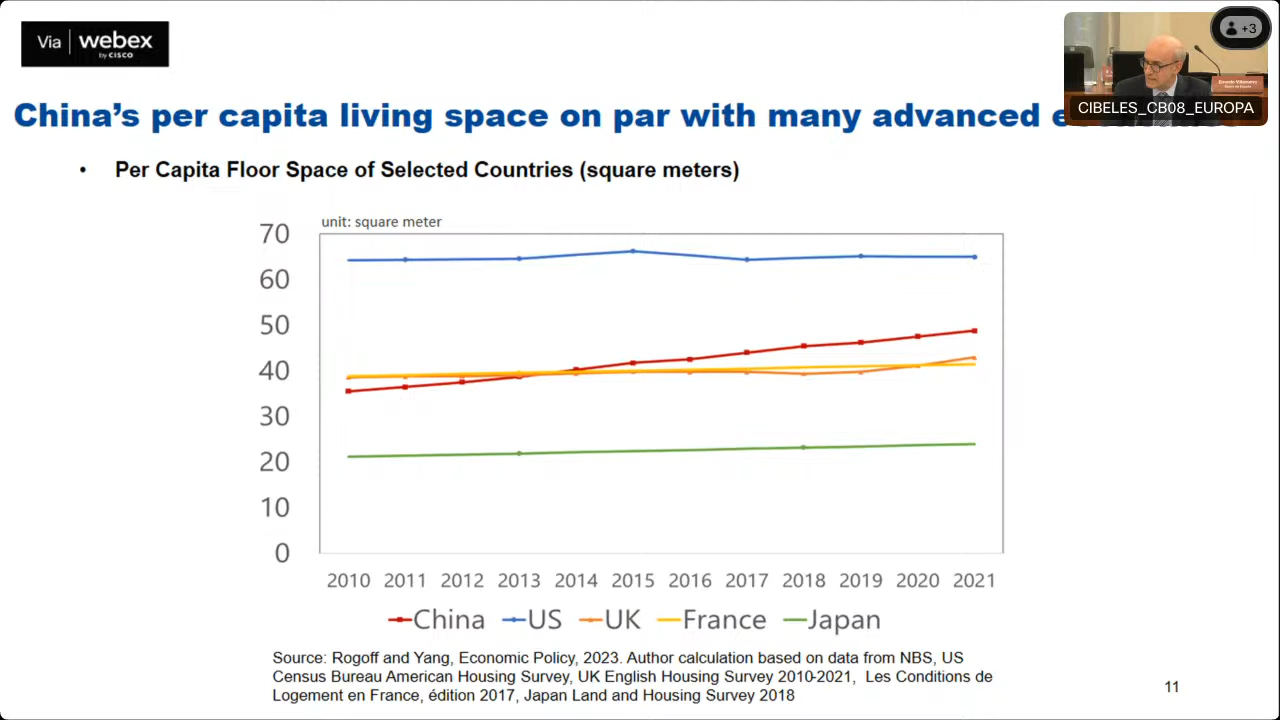 Via webex
by CISCO
+3
CIBELES_CB08_EUROPA
China’s per capita living space on par with many advanced
• Per Capita Floor Space of Selected Countries (square meters)
unit: square meter
70
60
50
40
30
20
10
0
2010 2011 2012 2013 2014 2015 2016 2017 2018 2019 2020 2021
China US UK France Japan
Source: Rogoff and Yang, Economic Policy, 2023. Author calculation based on data from NBS, US
Census Bureau American Housing Survey, UK English Housing Survey 2010-2021, Les Conditions de
Logement en France, édition 2017, Japan Land and Housing Survey 2018
11